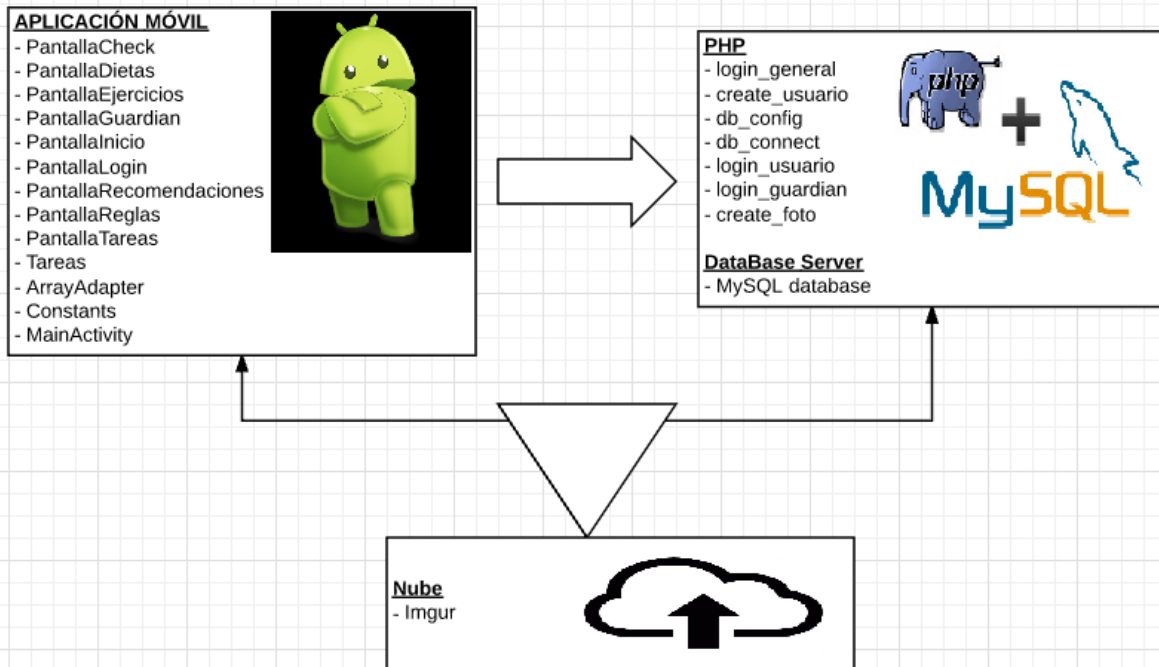 APLICACIÓN MÓVIL
- PantallaCheck
- PantallaDietas
- PantallaEjercicios
- PantallaGuardian
- PantallaInicio
- PantallaLogin
- PantallaRecomendaciones
- PantallaReglas
- PantallaTareas
- Tareas
- ArrayAdapter
- Constants
- MainActivity
PHP
- login_general
- create_usuario
- db_config
- db_connect
- login_usuario
- login_guardian
- create_foto
DataBase Server
- MySQL database
php
+
MySQL
Nube
- Imgur